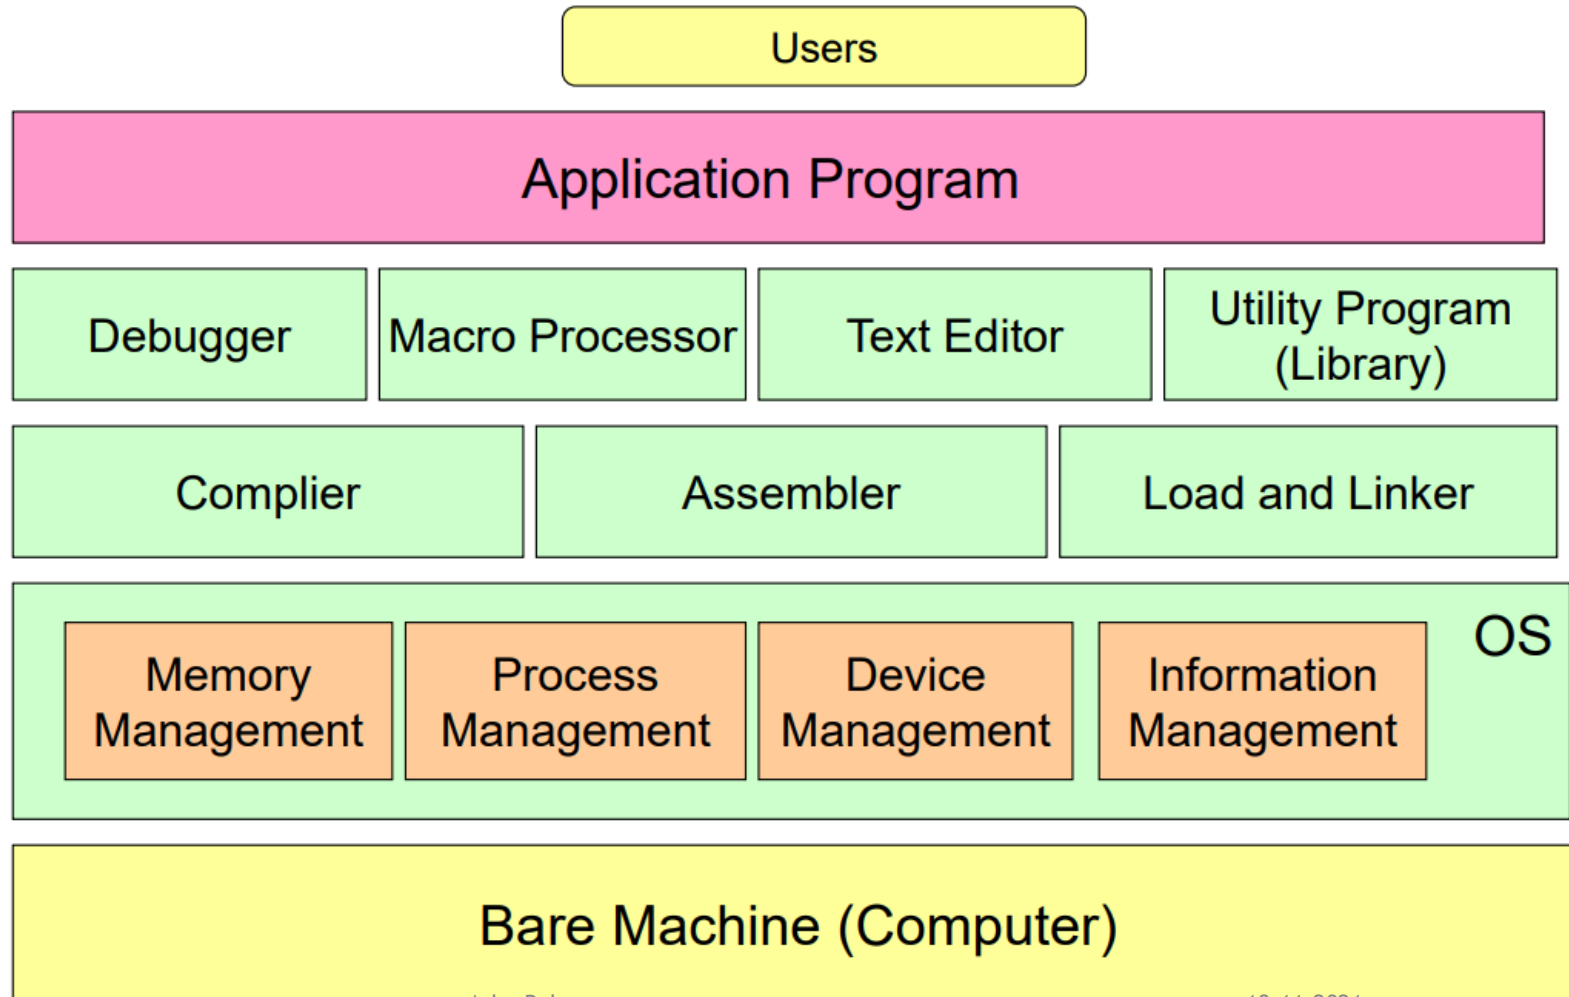 Users
Application Program
Debugger
Macro Processor
Text Editor
Utility Program
(Library)
Complier
Assembler
Load and Linker
OS
Memory
Management
Process
Management
Device
Management
Information
Management
Bare Machine (Computer)